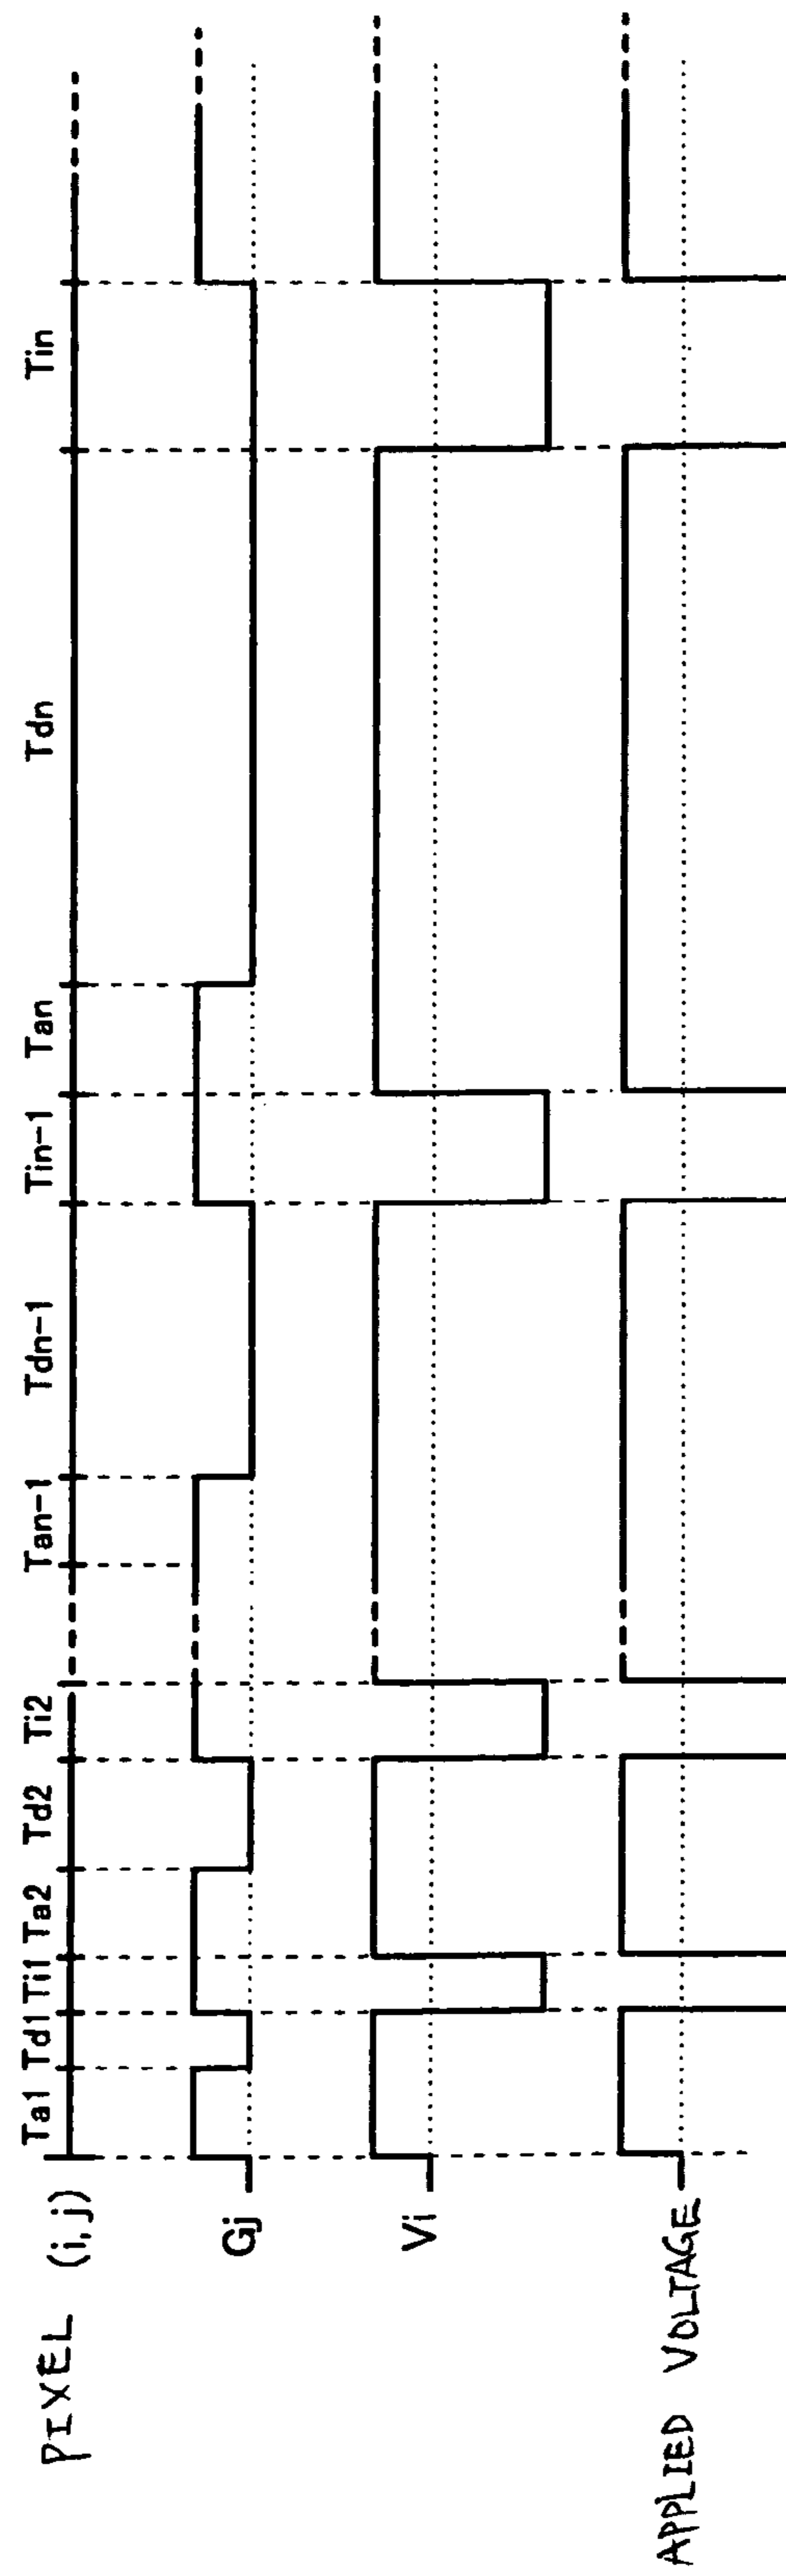 PIXEL (i,j)
Ta1 Td1 Ti1 Ta2 Td2 Ti2 Tan-1 Tdn-1 Tin-1 Tan Tdn Tin
Gj
Vi
APPLIED VOLTAGE